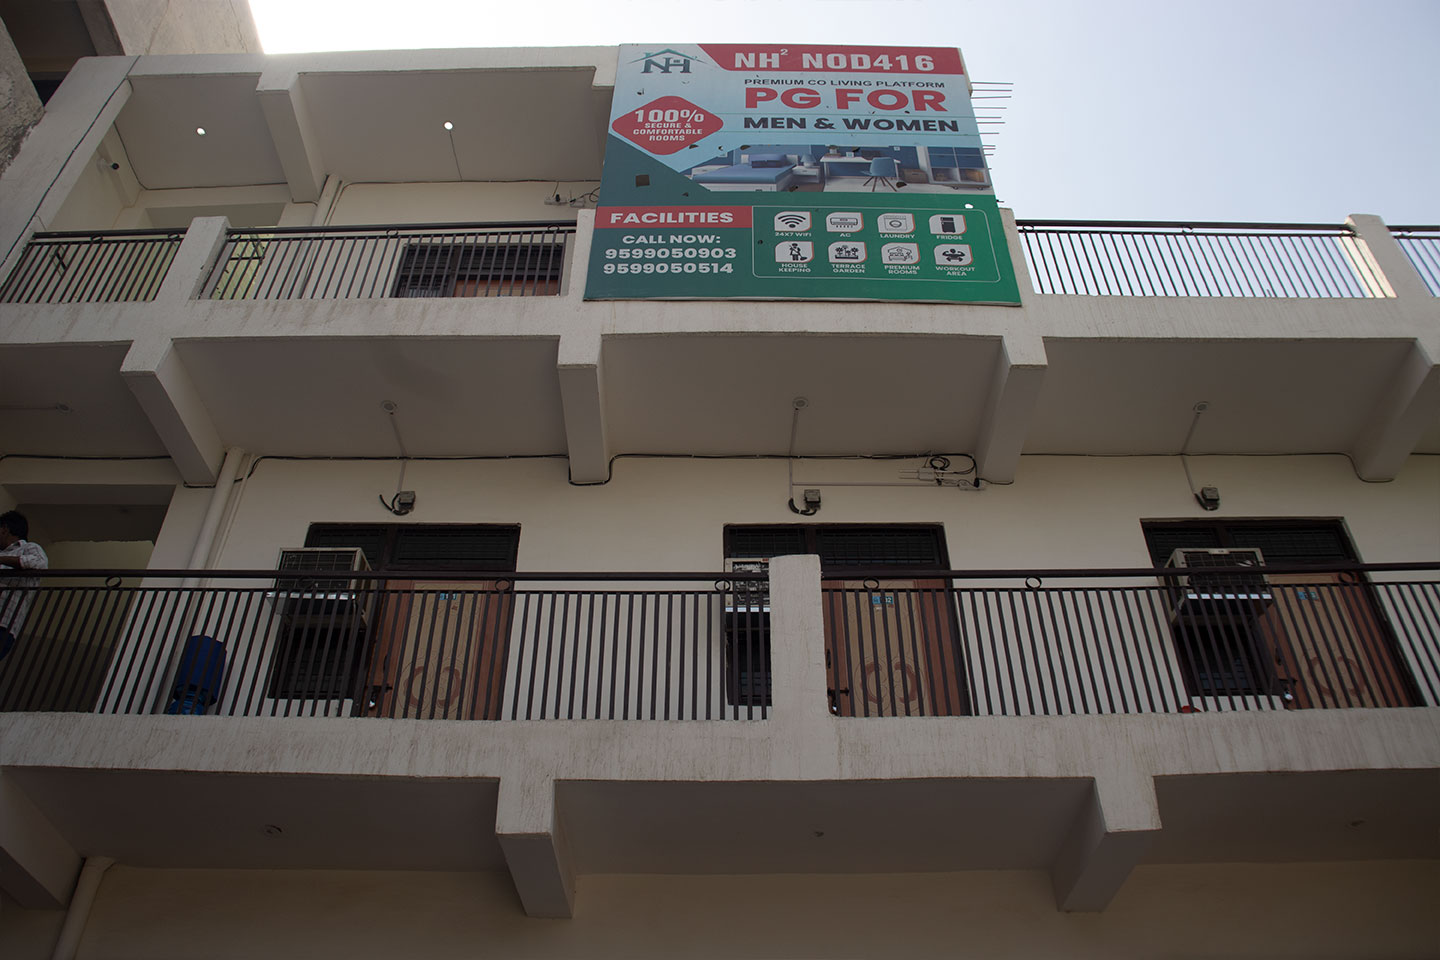 NH
NH² NOD416
PREMIUM CO LIVING PLATFORM
PG FOR
MEN & WOMEN
100%
SECURE &
COMFORTABLE
ROOMS
FACILITIES
CALL NOW:
9599050903
9599050514
24X7 WIFI
AC
LAUNDRY
FRIDGE
HOUSE
KEEPING
TERRACE
GARDEN
PREMIUM
ROOMS
WORKOUT
AREA